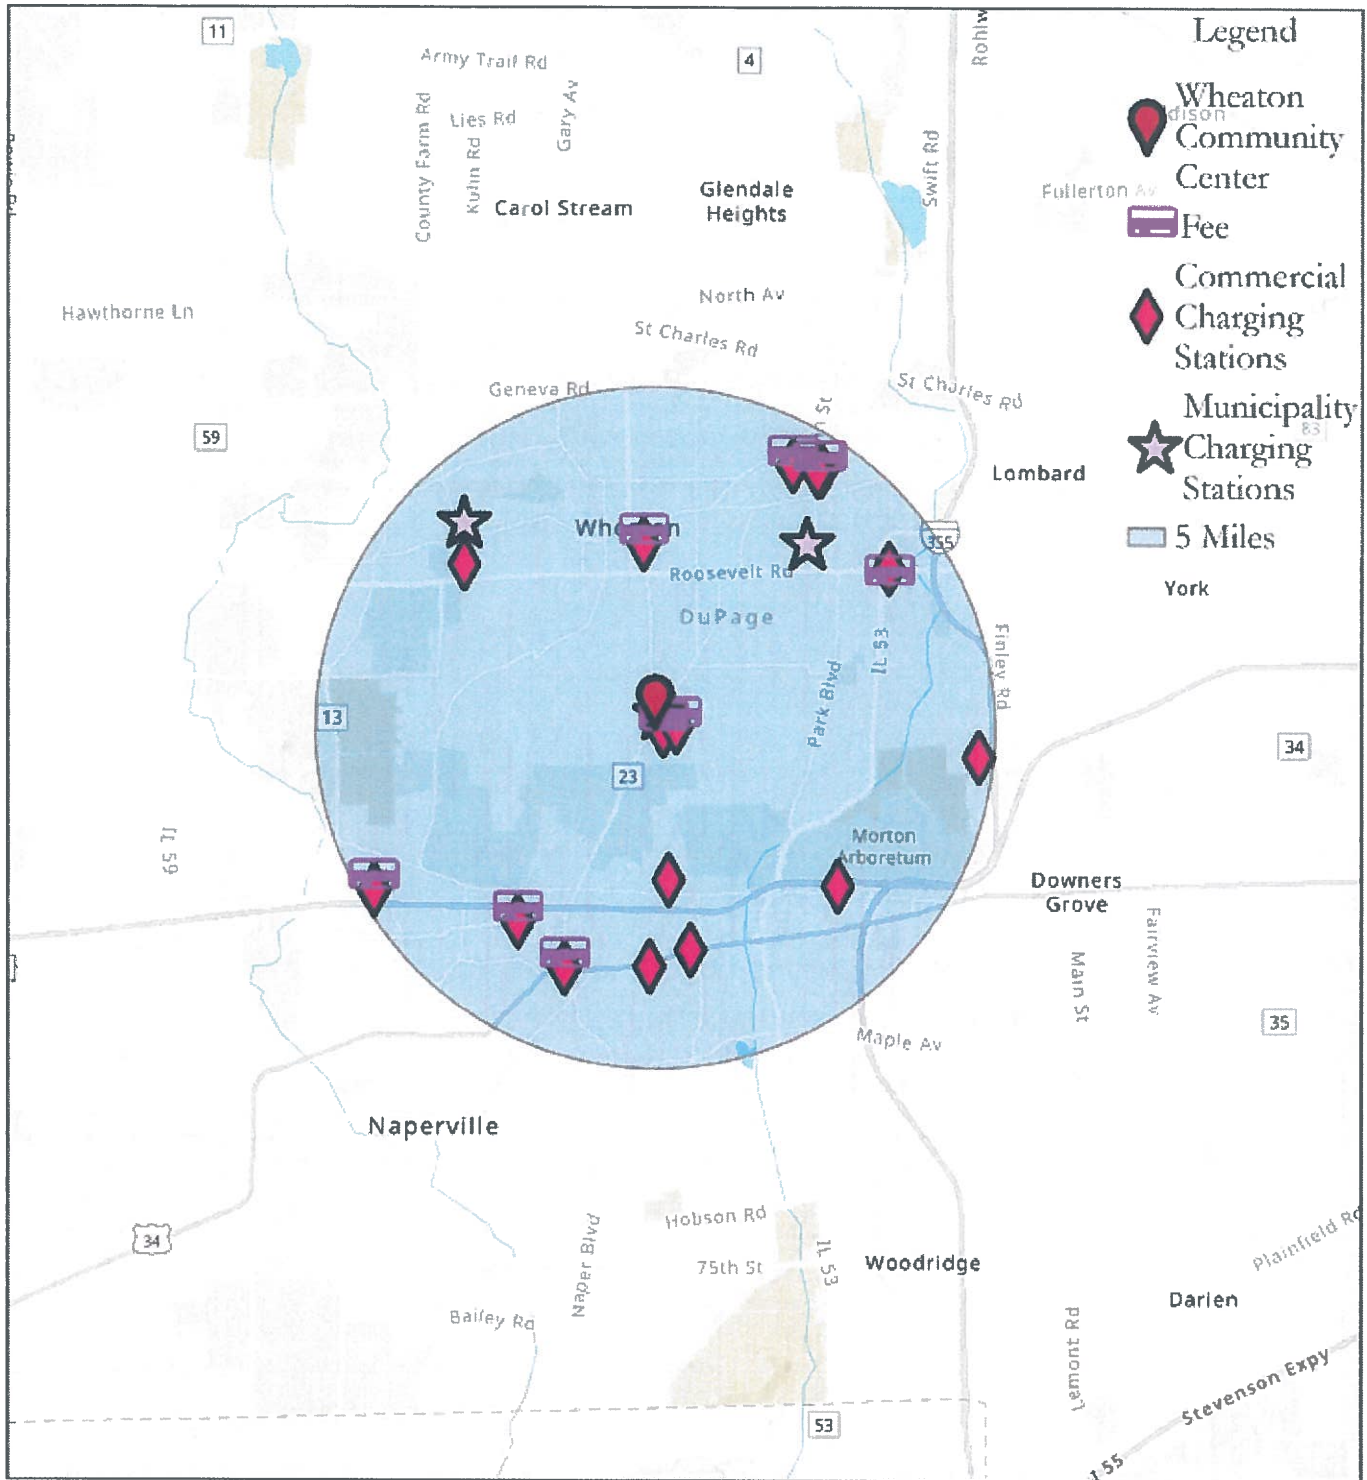 11
Army Trail Rd
4
Rohlw
Legend
County Farm Rd
Lies Rd
Kuhn Rd
Gary Av
Swift Rd
Wheaton
dison
Community
Center
Carol Stream
Glendale
Heights
Fullerton Av
Fee
Hawthorne Ln
North Av
St Charles Rd
Commercial
Charging
Stations
Geneva Rd
St Charles Rd
59
n St
Municipality
83
Charging
Stations
Lombard
355
5 Miles
Roosevelt Rd
York
DuPage
IL 53
Finley Rd
Park Blvd
13
23
34
IL 59
Morton
Arboretum
Downers
Grove
Fairview Av
Main St
35
Maple Av
Naperville
34
Naper Blvd
Hobson Rd
75th St
IL 53
Woodridge
Plainfield Rd
Darien
Bailey Rd
Lemont Rd
Stevenson Expy
53
I-55